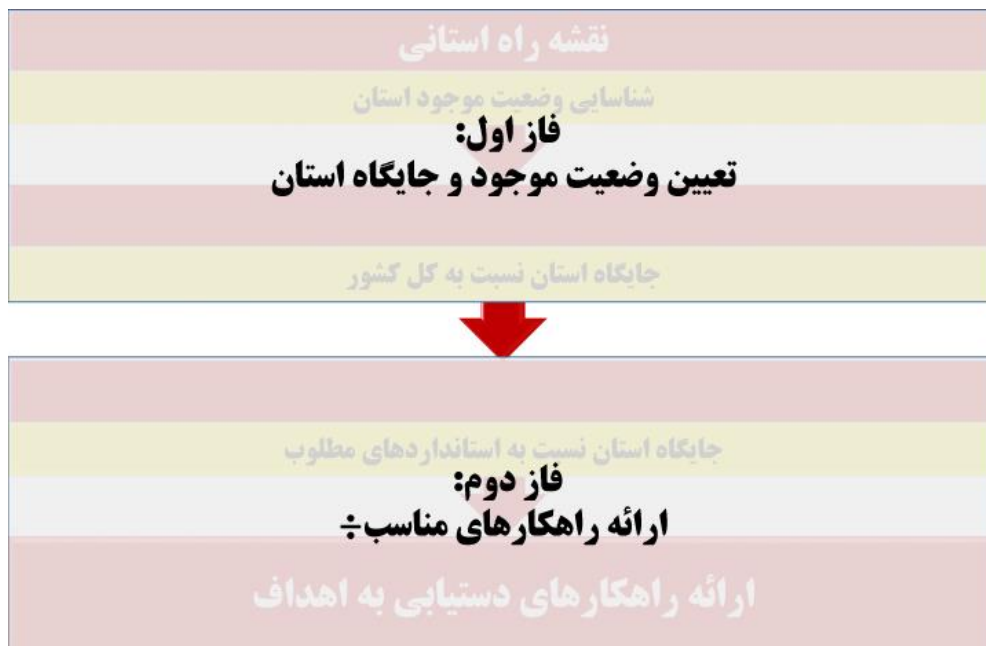 نقشه راه استانی
شناسایی وضعیت موجود استان
فاز اول:
تعیین وضعیت موجود و جایگاه استان
جایگاه استان نسبت به کل کشور
جایگاه استان نسبت به استانداردهای مطلوب
فاز دوم:
ارائه راهکارهای مناسب÷
ارائه راهکارهای دستیابی به اهداف